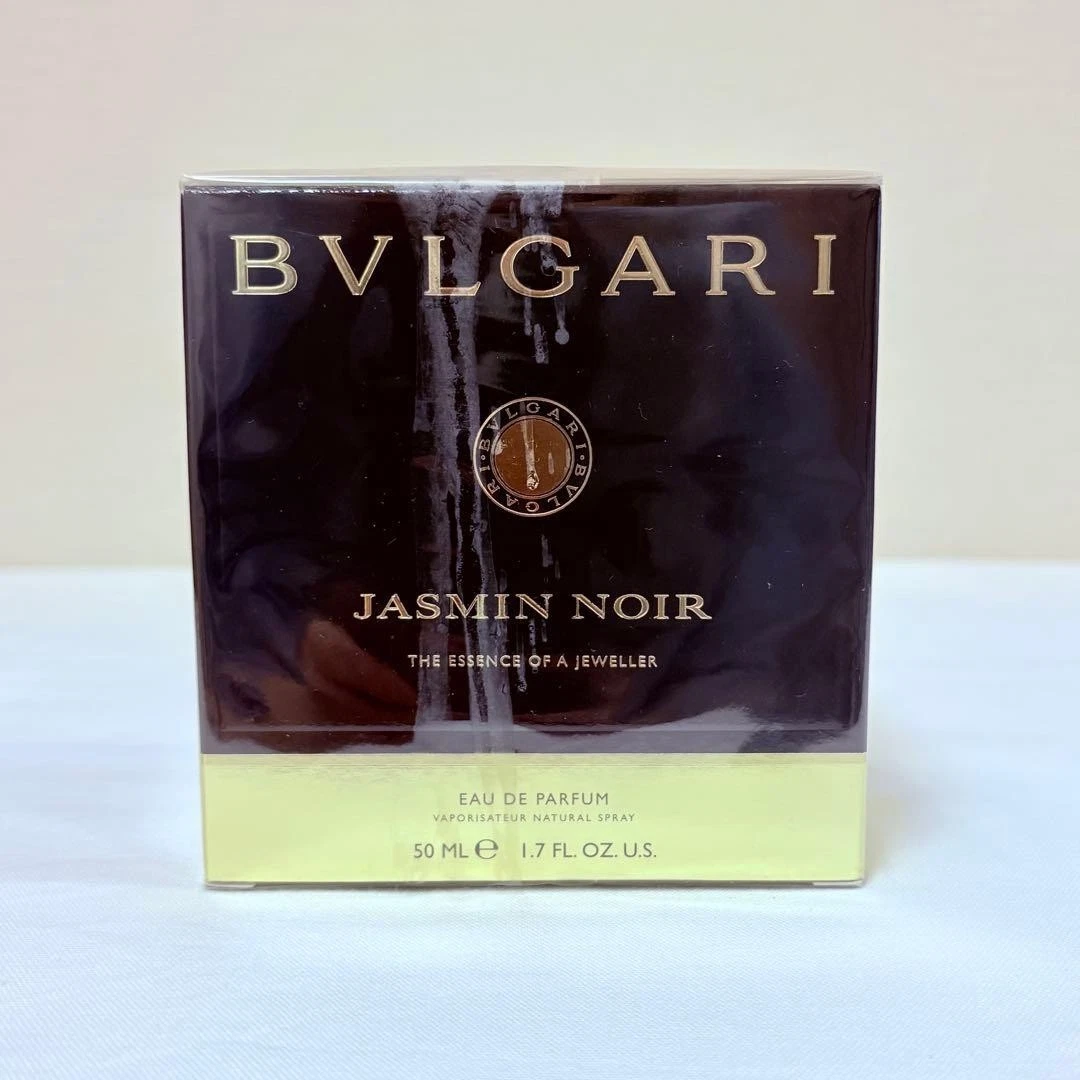 BVLGARI
BVLGARI • BVLGARI •
JASMIN NOIR
THE ESSENCE OF A JEWELLER
EAU DE PARFUM
VAPORISATEUR NATURAL SPRAY
50 ML ℮ 1.7 FL. OZ. U.S.